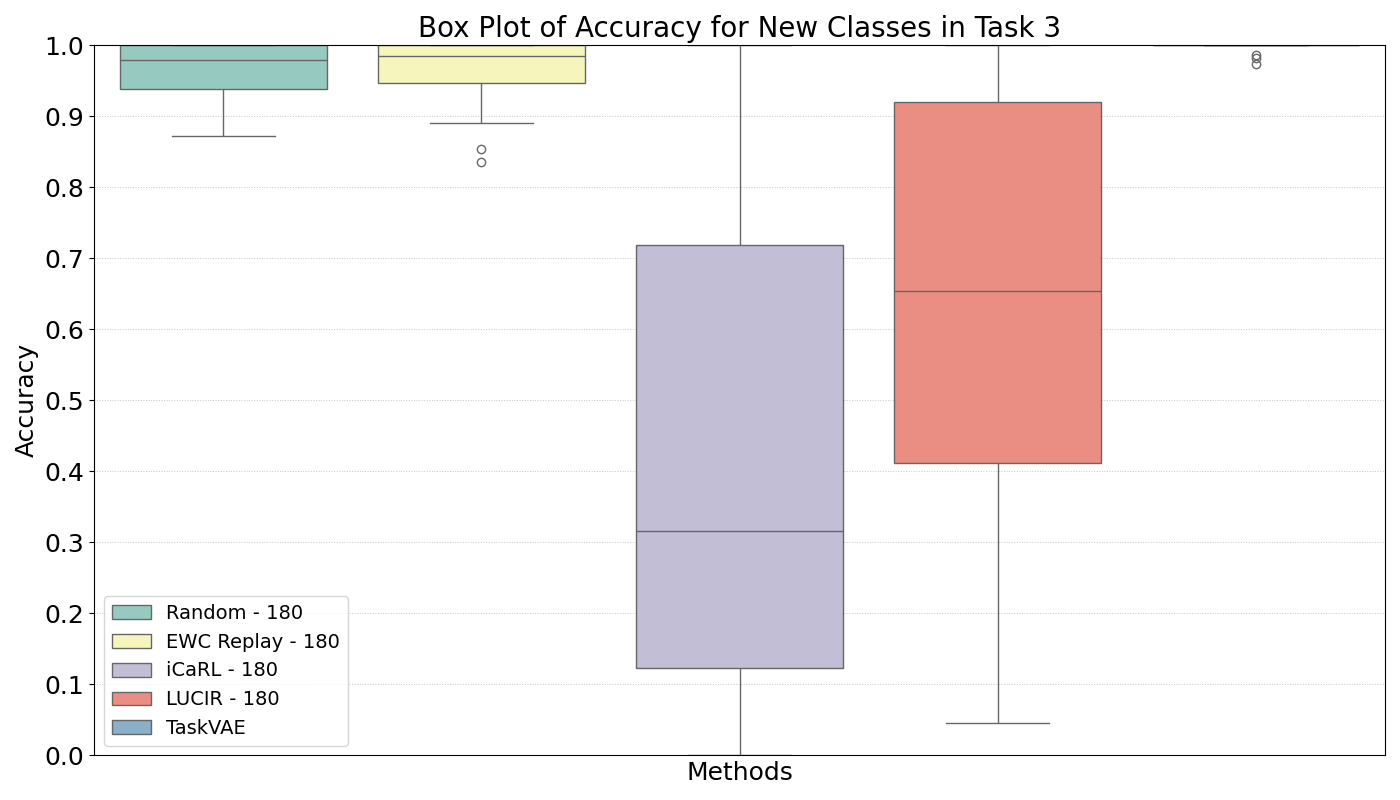 Box Plot of Accuracy for New Classes in Task 3
1.0
0.9
0.8
0.7
0.6
0.5
0.4
0.3
0.2
0.1
0.0
Accuracy
Random - 180
EWC Replay - 180
iCaRL - 180
LUCIR - 180
TaskVAE
Methods